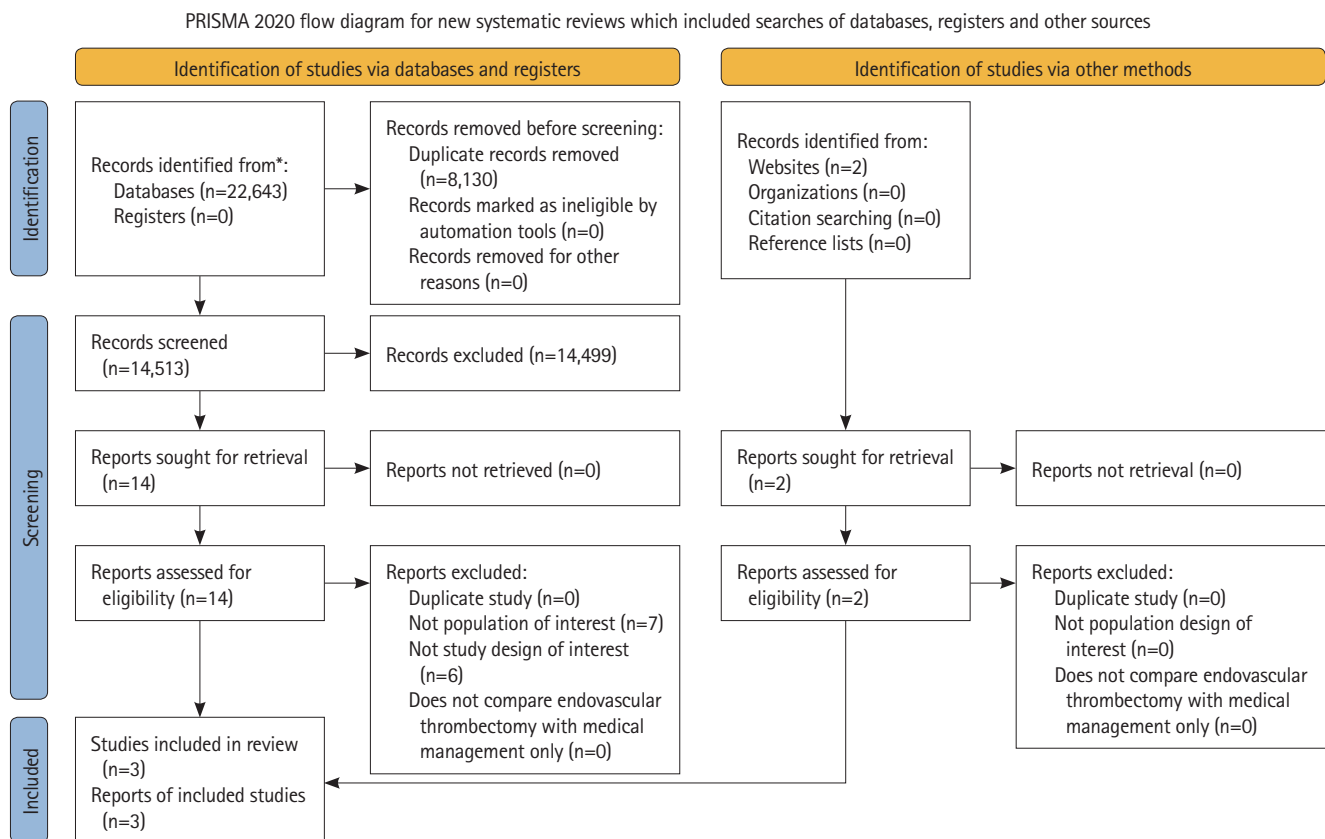 PRISMA 2020 flow diagram for new systematic reviews which included searches of databases, registers and other sources
Identification of studies via databases and registers
Identification of studies via other methods
Identification
Records identified from*:
Databases (n=22,643)
Registers (n=0)
Records removed before screening:
Duplicate records removed
(n=8,130)
Records marked as ineligible by
automation tools (n=0)
Records removed for other
reasons (n=0)
Records identified from:
Websites (n=2)
Organizations (n=0)
Citation searching (n=0)
Reference lists (n=0)
Screening
Records screened
(n=14,513)
Records excluded (n=14,499)
Reports sought for retrieval
(n=14)
Reports not retrieved (n=0)
Reports sought for retrieval
(n=2)
Reports not retrieval (n=0)
Reports assessed for
eligibility (n=14)
Reports excluded:
Duplicate study (n=0)
Not population of interest (n=7)
Not study design of interest
(n=6)
Does not compare endovascular
thrombectomy with medical
management only (n=0)
Reports assessed for
eligibility (n=2)
Reports excluded:
Duplicate study (n=0)
Not population design of
interest (n=0)
Does not compare endovascular
thrombectomy with medical
management only (n=0)
Included
Studies included in review
(n=3)
Reports of included studies
(n=3)